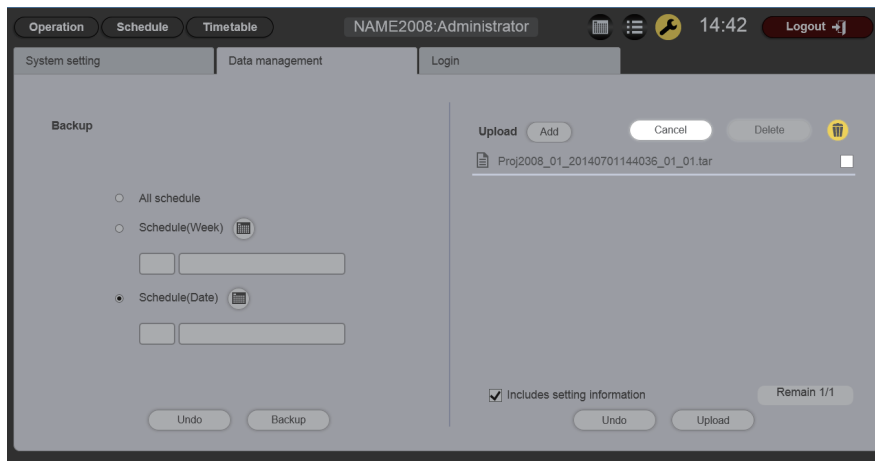 Operation Schedule Timetable NAME2008:Administrator 14:42 Logout
System setting Data management Login
Backup
All schedule
Schedule(Week)
Schedule(Date)
Undo Backup
Upload Add Cancel Delete
Proj2008_01_20140701144036_01_01.tar
Includes setting information Remain 1/1
Undo Upload